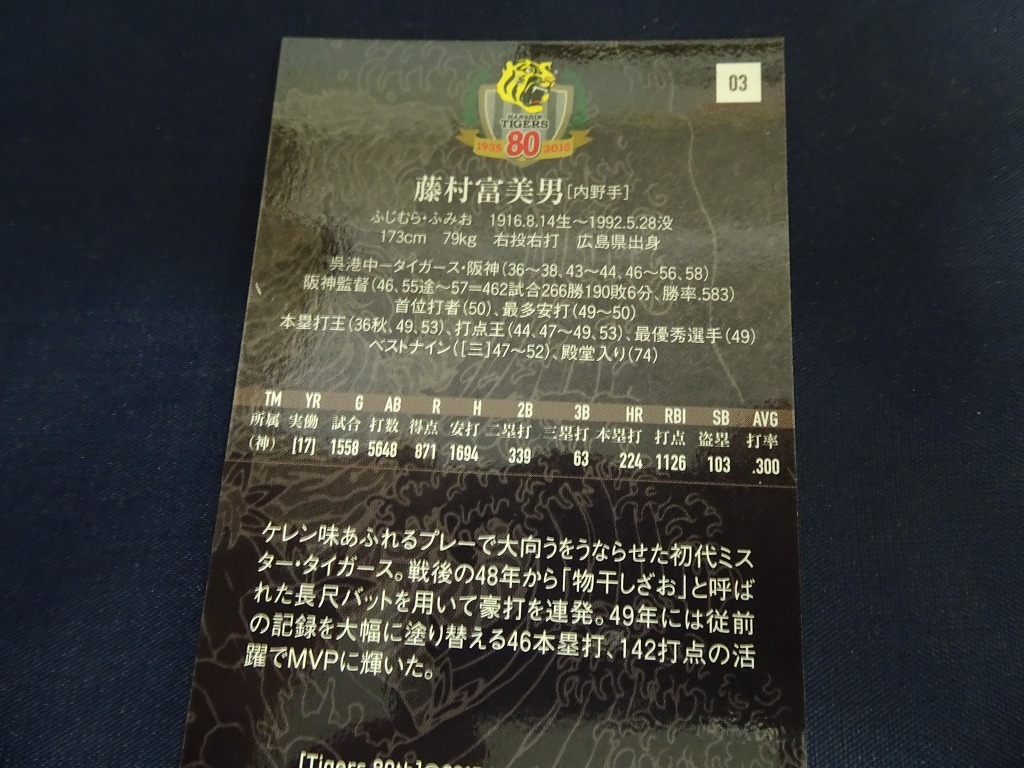 03
HANSHIN
TIGERS
1935 80 2015
藤村富美男[内野手]
ふじむら・ふみお 1916.8.14生〜1992.5.28没
173cm 79kg 右投右打 広島県出身
呉港中ータイガース・阪神(36〜38、43〜44、46〜56、58)
阪神監督(46、55途〜57=462試合266勝190敗6分、勝率.583)
首位打者(50)、最多安打(49〜50)
本塁打王(36秋、49、53)、打点王(44、47〜49、53)、最優秀選手(49)
ベストナイン([三]47〜52)、殿堂入り(74)
TM YR G AB R H 2B 3B HR RBI SB AVG
所属 実働 試合 打数 得点 安打 二塁打 三塁打 本塁打 打点 盗塁 打率
(神) [17] 1558 5648 871 1694 339 63 224 1126 103 .300
ケレン味あふれるプレーで大向うをうならせた初代ミス
ター・タイガース。戦後の48年から「物干しざお」と呼ば
れた長尺バットを用いて豪打を連発。49年には従前
の記録を大幅に塗り替える46本塁打、142打点の活
躍でMVPに輝いた。
[Tigers 80th]